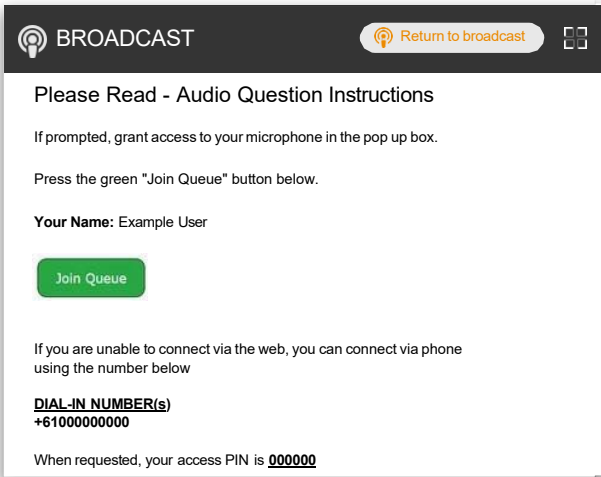 BROADCAST
Return to broadcast
Please Read - Audio Question Instructions
If prompted, grant access to your microphone in the pop up box.
Press the green "Join Queue" button below.
Your Name: Example User
Join Queue
If you are unable to connect via the web, you can connect via phone
using the number below
DIAL-IN NUMBER(s)
+61000000000
When requested, your access PIN is 000000